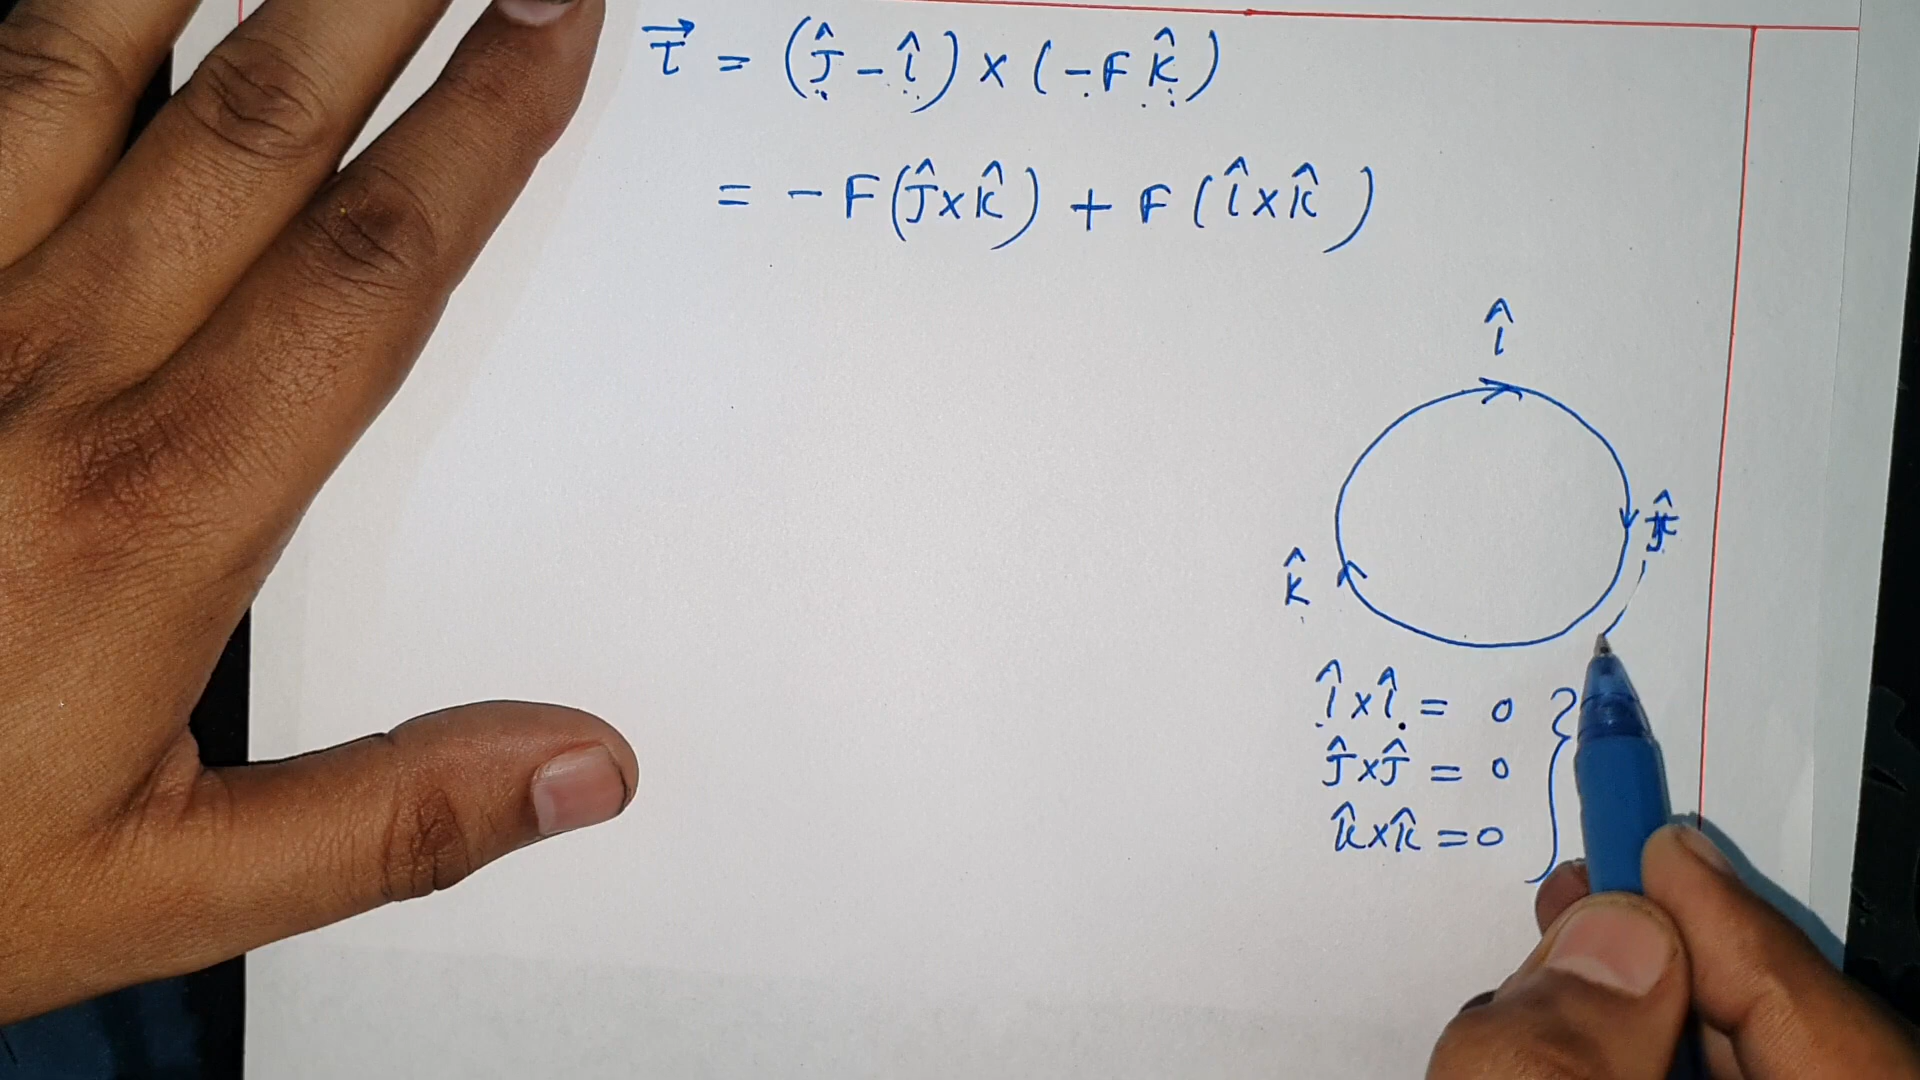 τ⃗ = (ĵ - î) × (-F k̂)
= - F(ĵ×k̂) + F(î×k̂)
î
ĵ
k̂
î×î = 0
ĵ×ĵ = 0
k̂×k̂ = 0